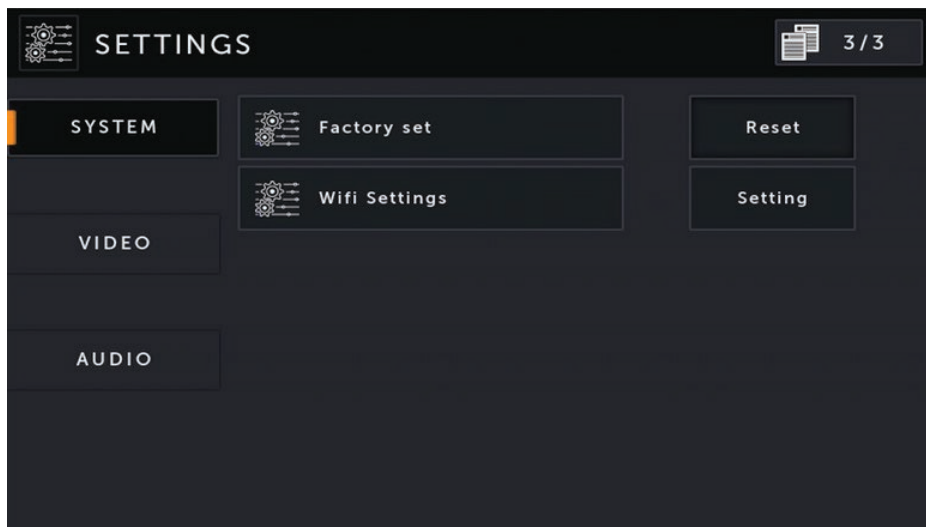 SETTINGS
3/3
SYSTEM
Factory set
Reset
Wifi Settings
Setting
VIDEO
AUDIO